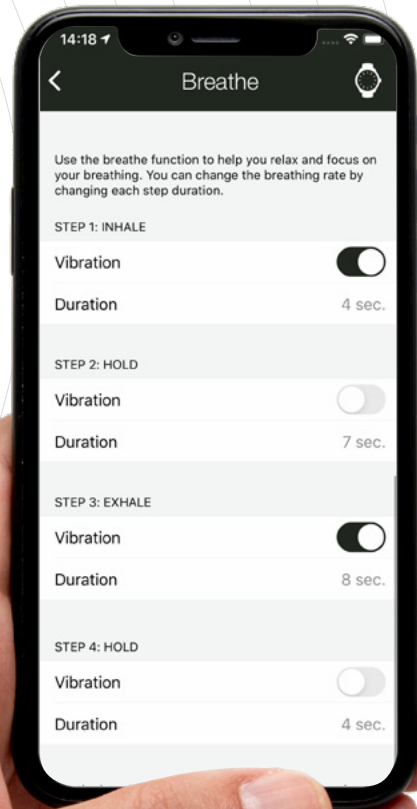 14:18
Breathe
Use the breathe function to help you relax and focus on
your breathing. You can change the breathing rate by
changing each step duration.
STEP 1: INHALE
Vibration
Duration 4 sec.
STEP 2: HOLD
Vibration
Duration 7 sec.
STEP 3: EXHALE
Vibration
Duration 8 sec.
STEP 4: HOLD
Vibration
Duration 4 sec.